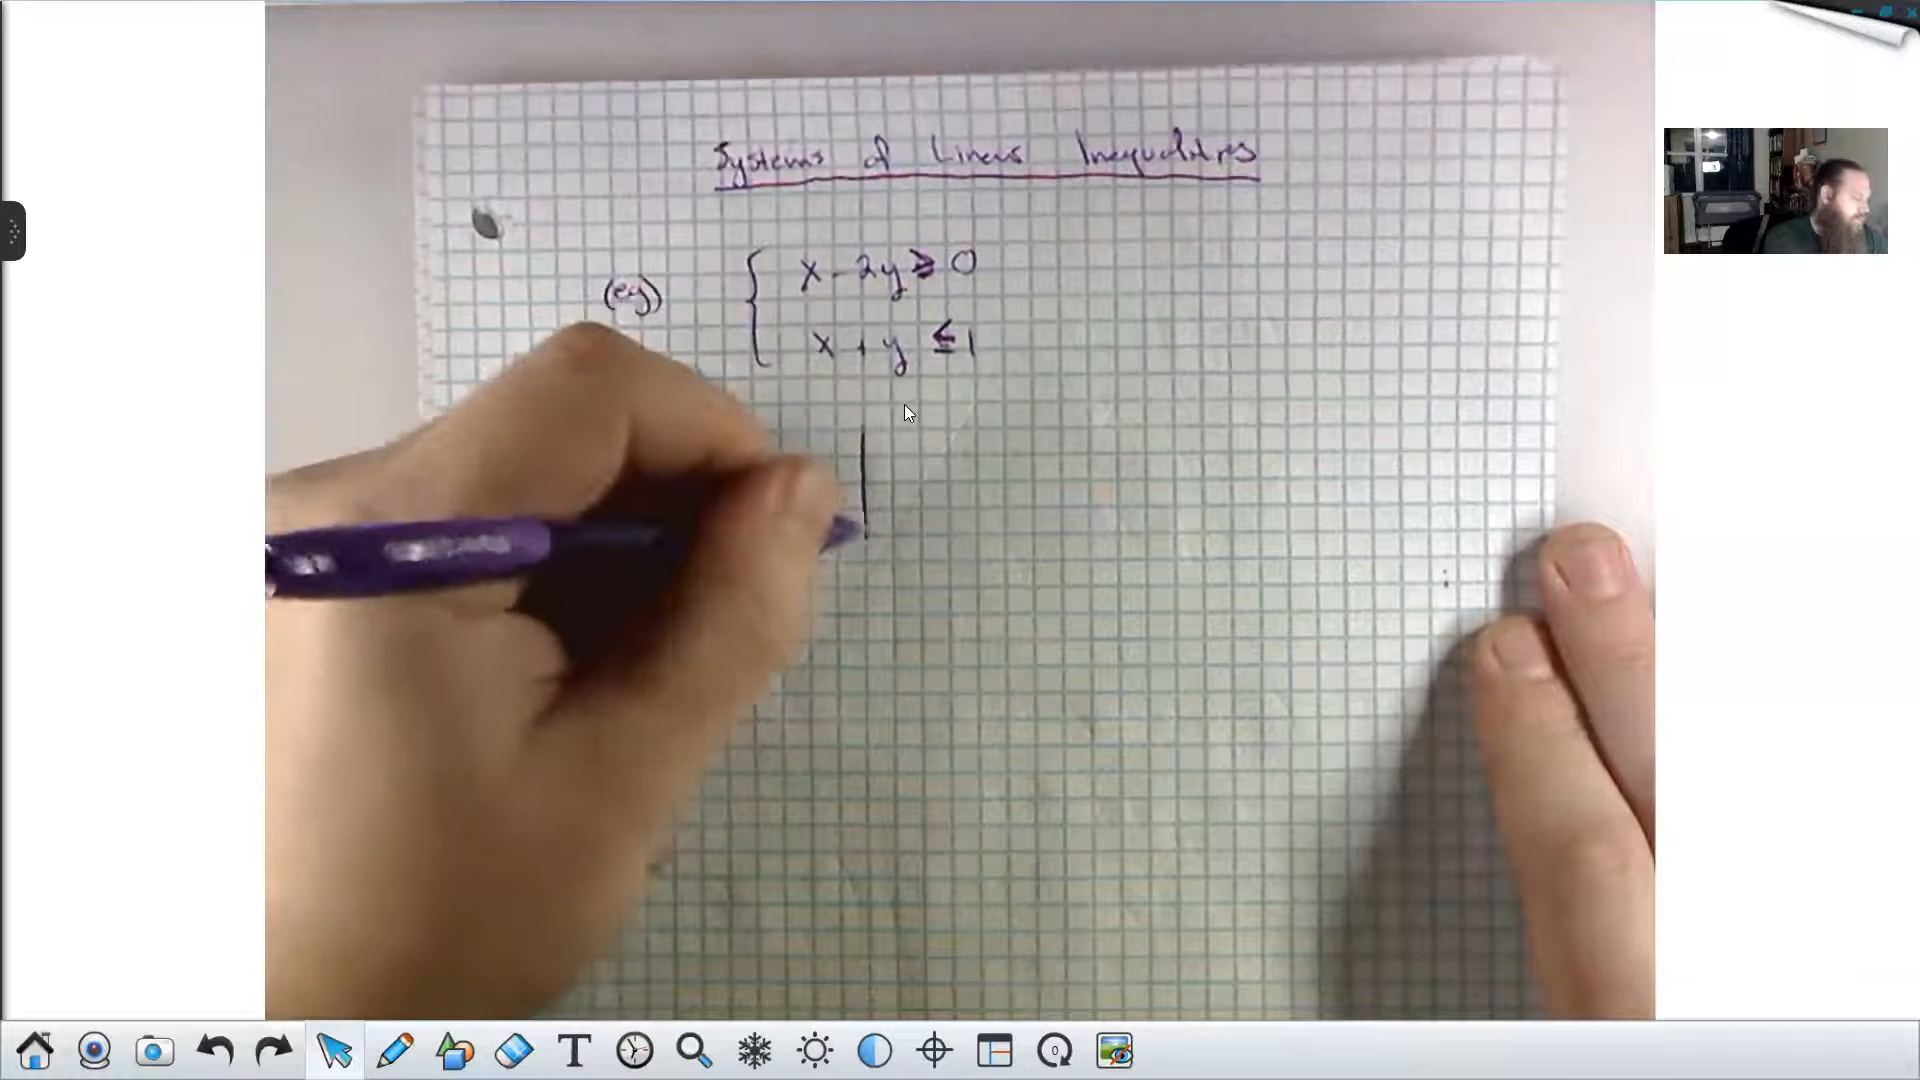 Systems of Linear Inequalities
(eg)
x - 2y ≥ 0
x + y ≤ 1